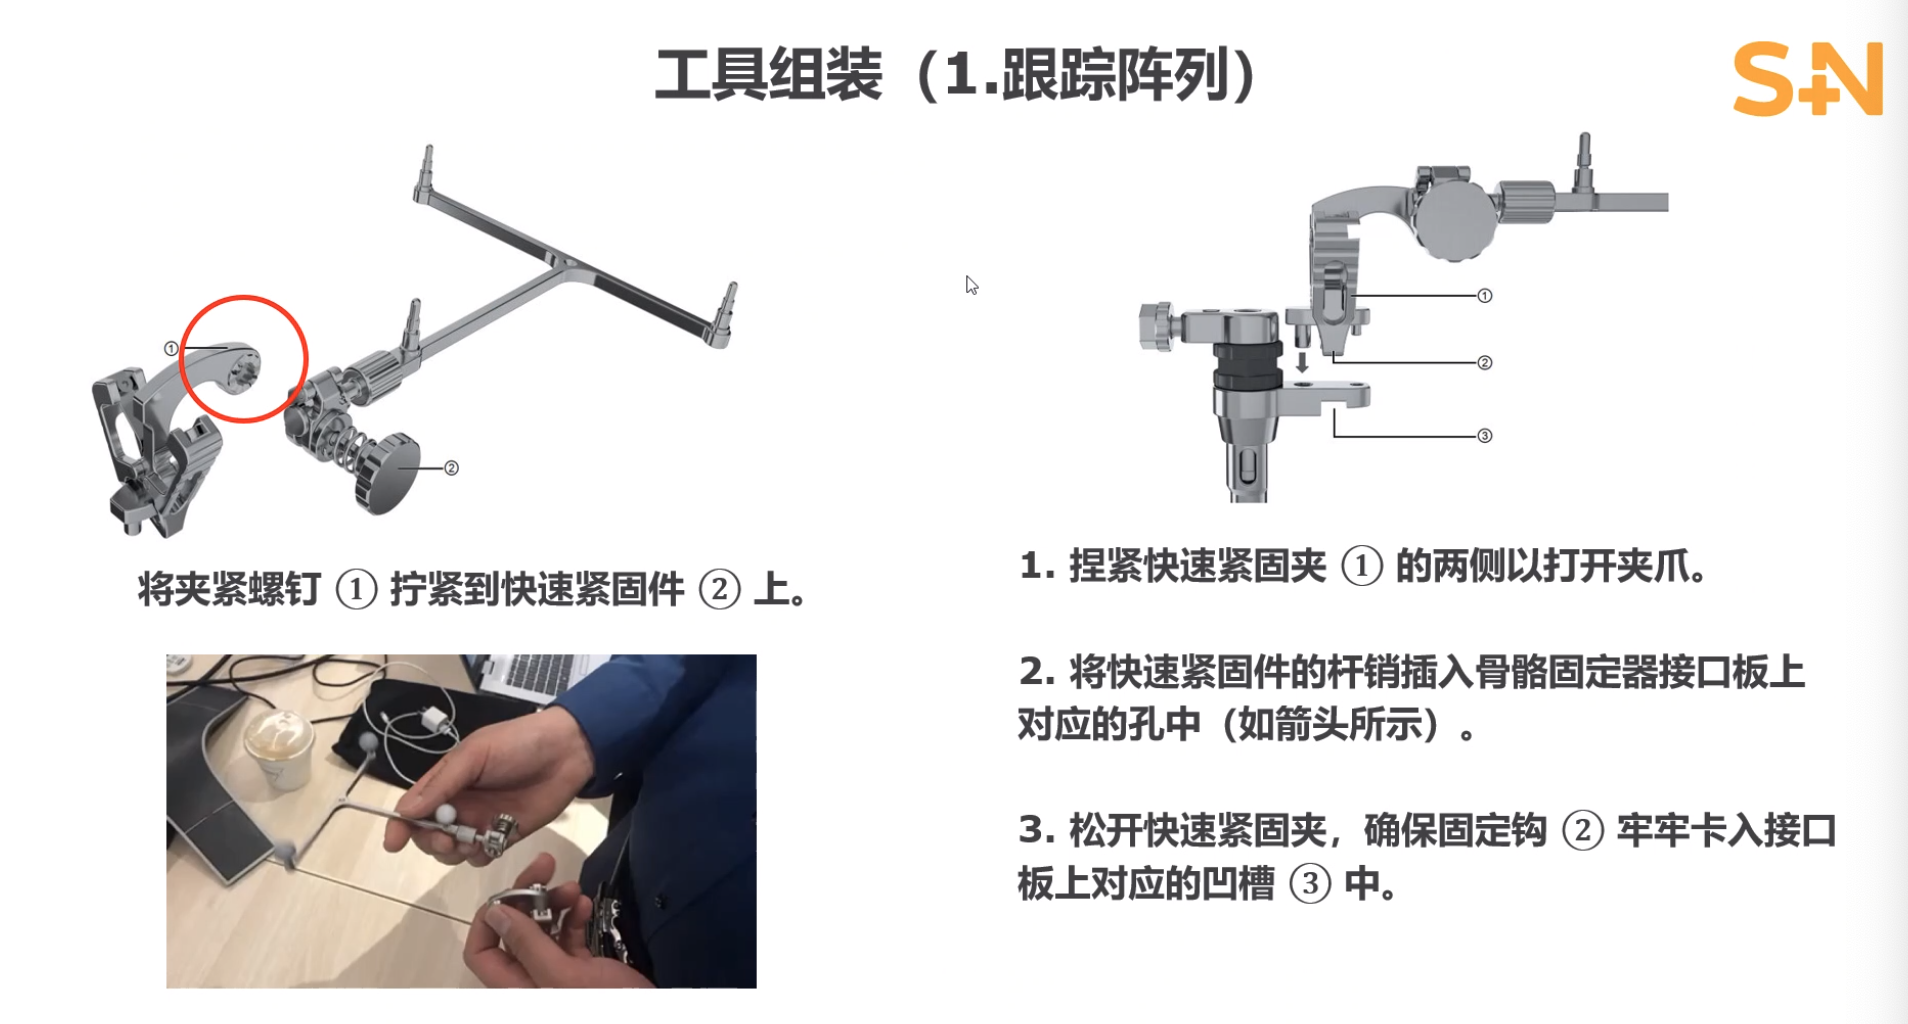 工具组装（1.跟踪阵列）
S+N
①
②
将夹紧螺钉 ① 拧紧到快速紧固件 ② 上。
①
②
③
1. 捏紧快速紧固夹 ① 的两侧以打开夹爪。
2. 将快速紧固件的杆销插入骨骼固定器接口板上
对应的孔中（如箭头所示）。
3. 松开快速紧固夹，确保固定钩 ② 牢牢卡入接口
板上对应的凹槽 ③ 中。